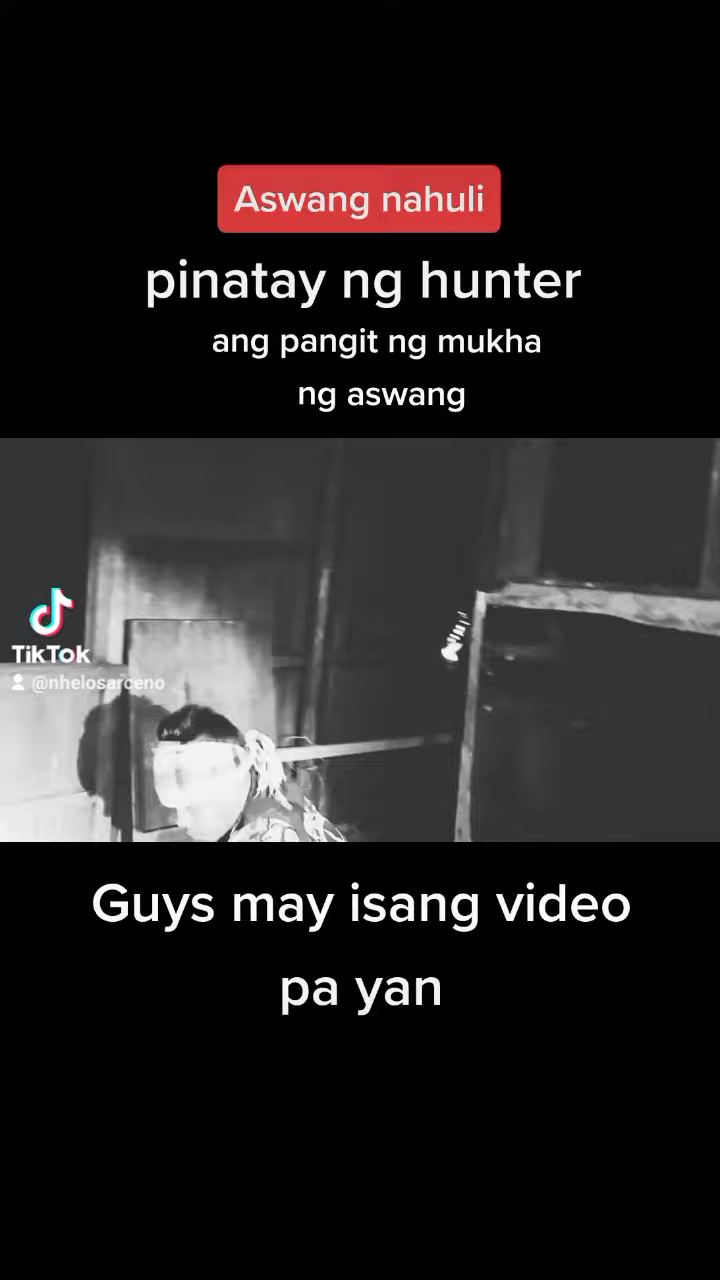 Aswang nahuli
pinatay ng hunter
ang pangit ng mukha
ng aswang
TikTok
@nhelosarceno
Guys may isang video
pa yan